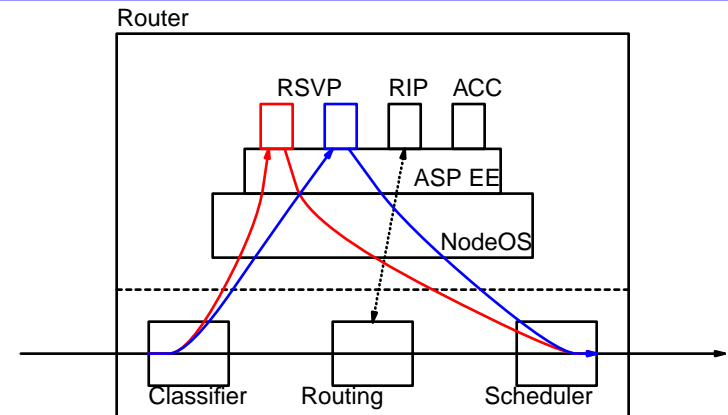 Router
RSVP RIP ACC
ASP EE
NodeOS
Classifier Routing Scheduler